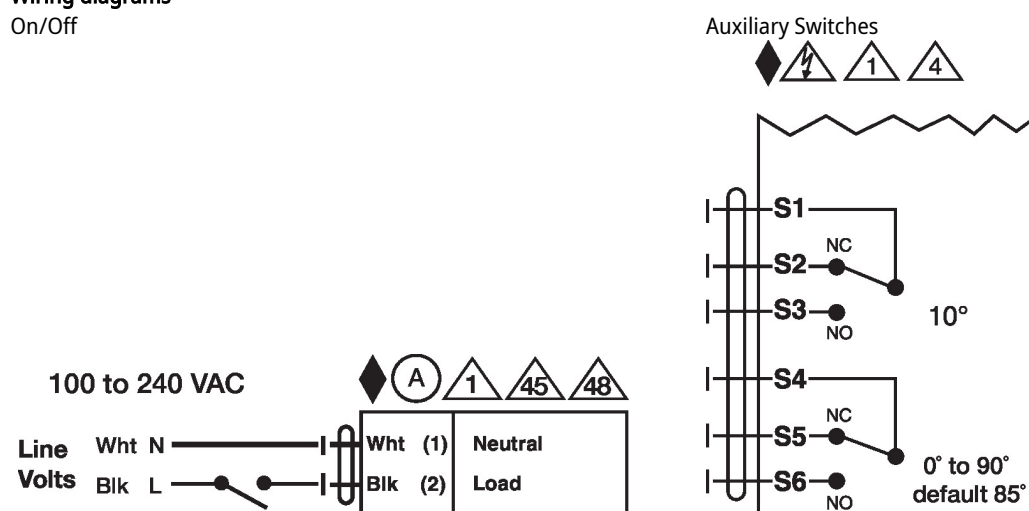 Wiring diagrams
On/Off
Auxiliary Switches
1
4
S1
NC
S2
S3
NO
10°
S4
NC
S5
S6
NO
0° to 90°
default 85°
100 to 240 VAC
A
1
45
48
Line
Volts
Wht N
Blk L
Wht (1) Neutral
Blk (2) Load